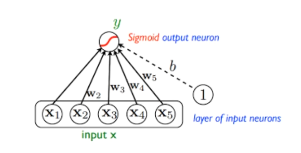 y
Sigmoid output neuron
b
w₂ w₃ w₄ w₅
1
x₁ x₂ x₃ x₄ x₅
layer of input neurons
input x